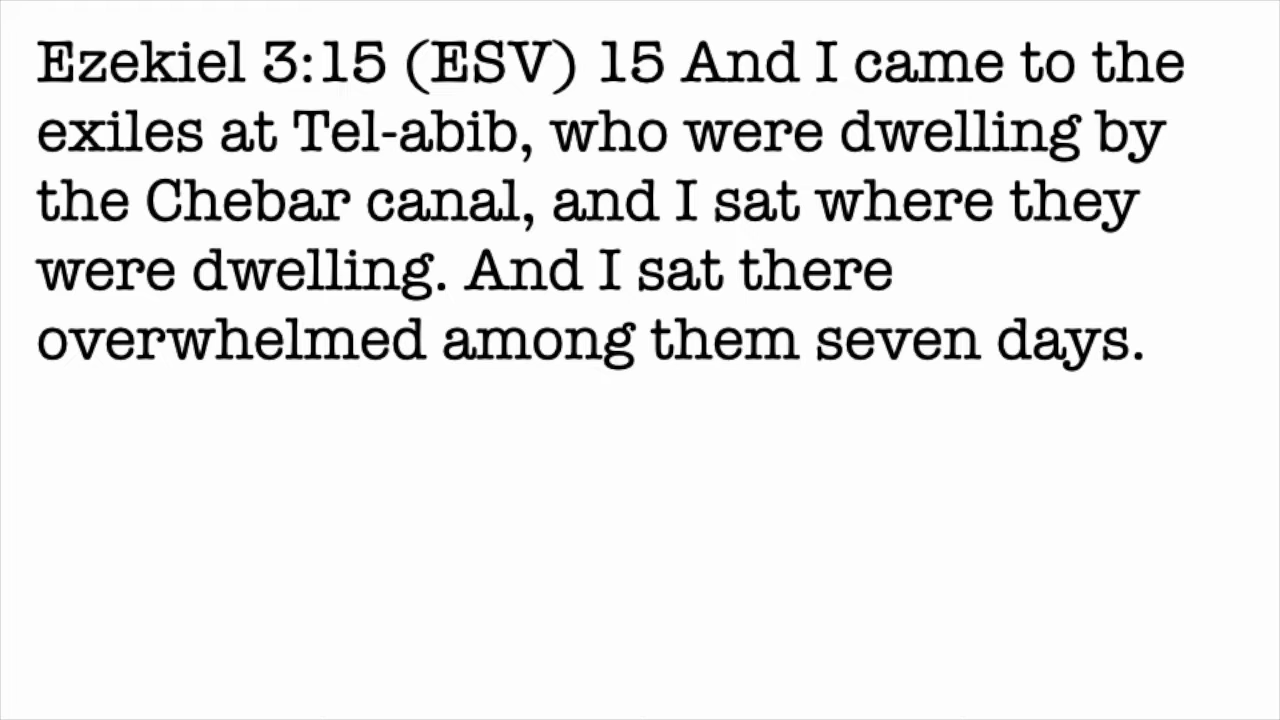 Ezekiel 3:15 (ESV) 15 And I came to the
exiles at Tel-abib, who were dwelling by
the Chebar canal, and I sat where they
were dwelling. And I sat there
overwhelmed among them seven days.